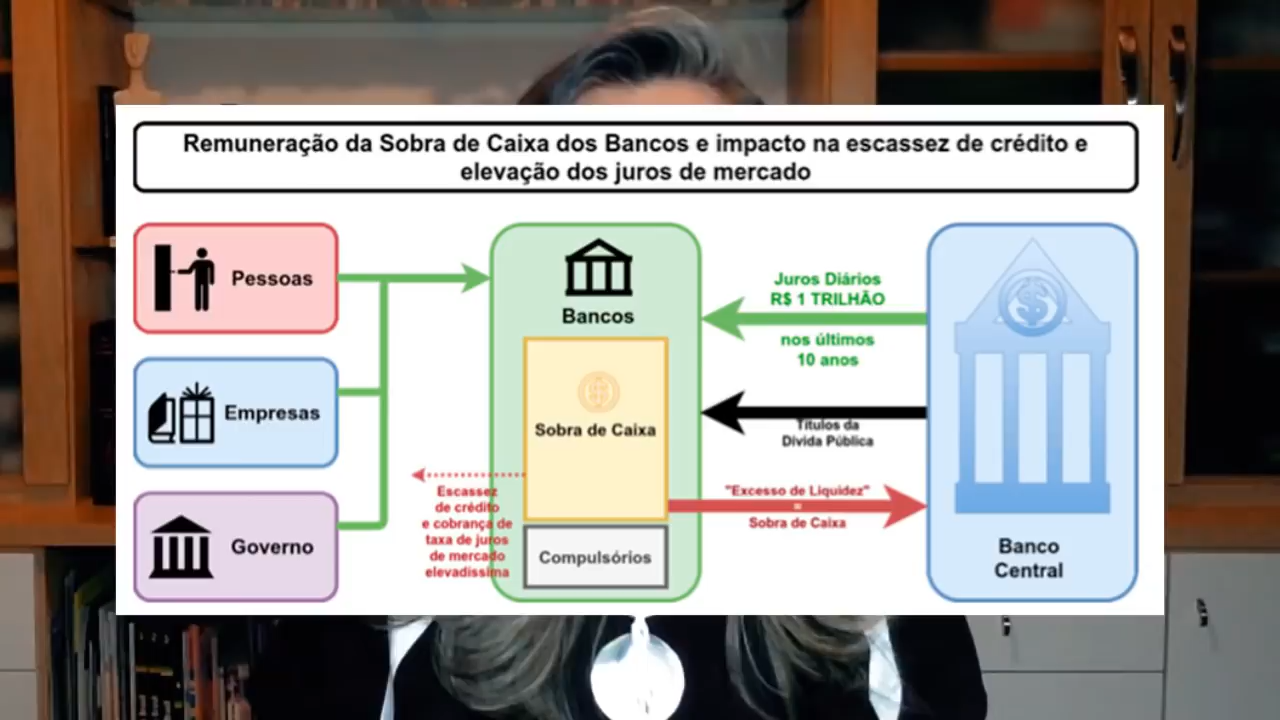 Remuneração da Sobra de Caixa dos Bancos e impacto na escassez de crédito e
elevação dos juros de mercado
Pessoas
Empresas
Governo
Bancos
Sobra de Caixa
Compulsórios
Escassez
de crédito
e cobrança de
taxa de juros
de mercado
elevadíssima
Juros Diários
R$ 1 TRILHÃO
nos últimos
10 anos
Títulos da
Dívida Pública
"Excesso de Liquidez"
=
Sobra de Caixa
Banco
Central